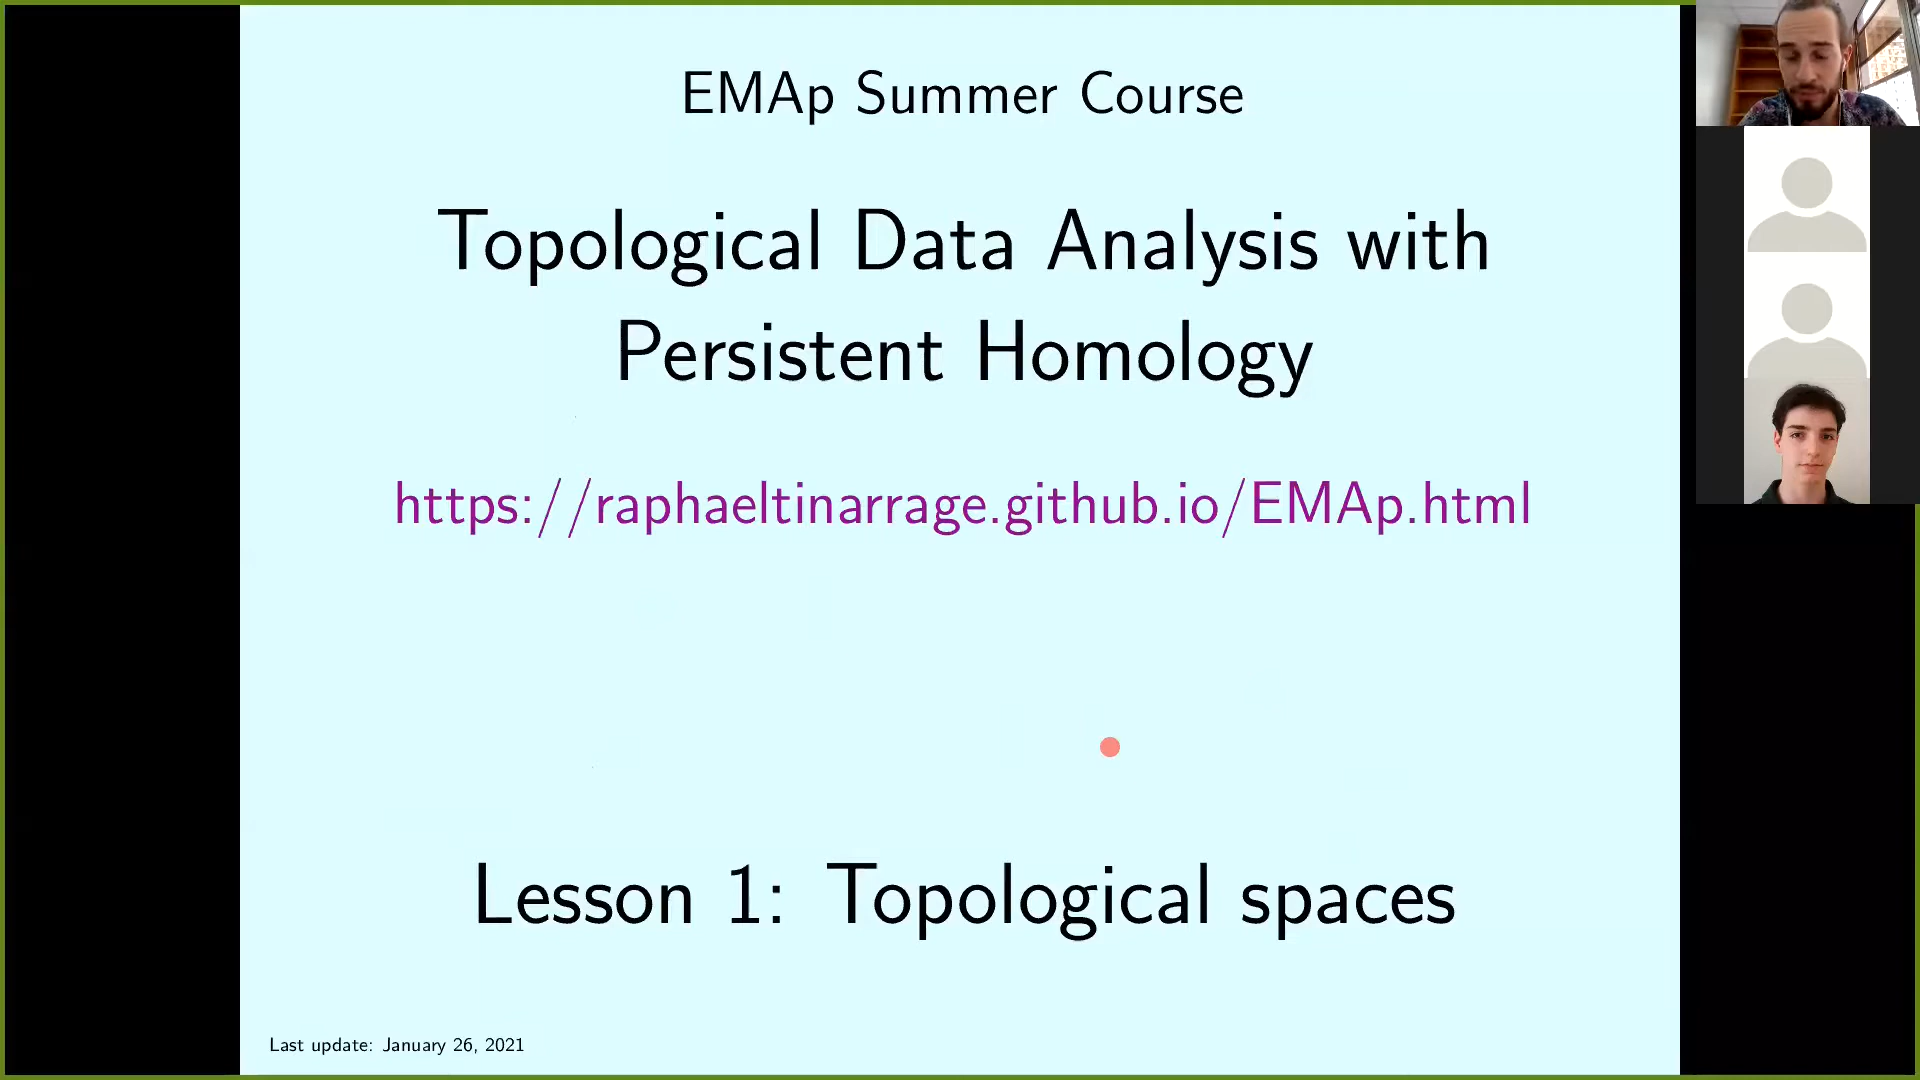 EMAp Summer Course
Topological Data Analysis with
Persistent Homology
https://raphaeltinarrage.github.io/EMAp.html
Lesson 1: Topological spaces
Last update: January 26, 2021